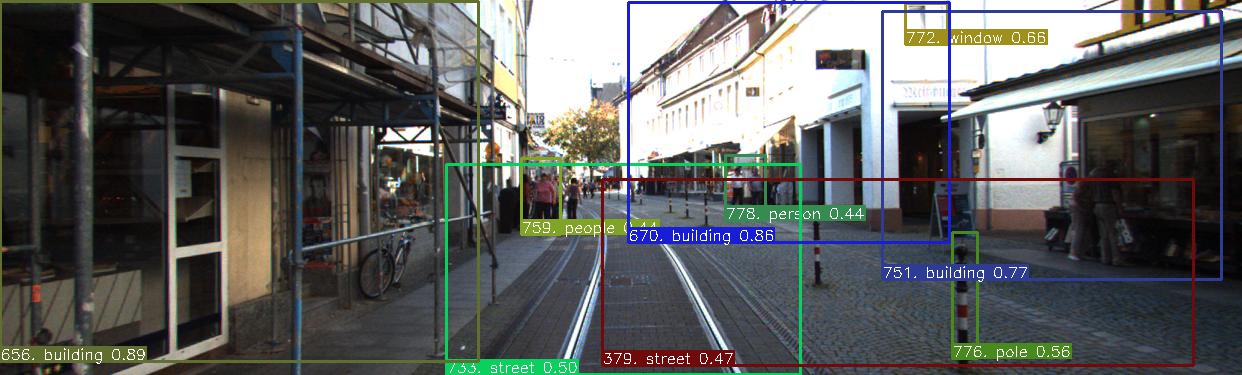 772. window 0.66
759. people 0.44
778. person 0.44
670. building 0.86
751. building 0.77
656. building 0.89
733. street 0.50
379. street 0.47
776. pole 0.56